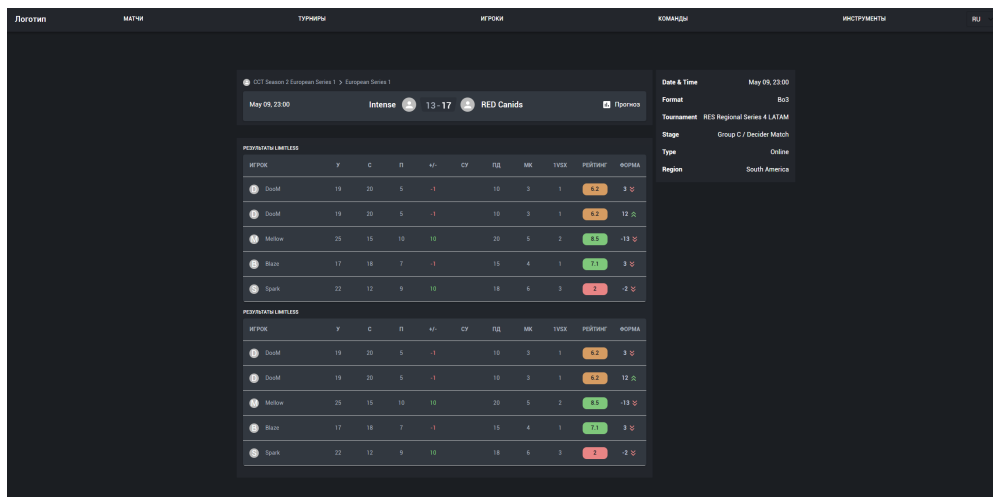 Логотип МАТЧИ ТУРНИРЫ ИГРОКИ КОМАНДЫ ИНСТРУМЕНТЫ RU
CCT Season 2 European Series 1 > European Series 1
May 09, 23:00 Intense 13-17 RED Canids Прогноз
РЕЗУЛЬТАТЫ LIMITLESS
ИГРОК У С П +/- СУ ПД МК 1VSX РЕЙТИНГ ФОРМА
D DooM 19 20 5 -1 10 3 1 6.2 3
D DooM 19 20 5 -1 10 3 1 6.2 12
M Mellow 25 15 10 10 20 5 2 8.5 -13
B Blaze 17 18 7 -1 15 4 1 7.1 3
S Spark 22 12 9 10 18 6 3 2 -2
РЕЗУЛЬТАТЫ LIMITLESS
ИГРОК У С П +/- СУ ПД МК 1VSX РЕЙТИНГ ФОРМА
D DooM 19 20 5 -1 10 3 1 6.2 3
D DooM 19 20 5 -1 10 3 1 6.2 12
M Mellow 25 15 10 10 20 5 2 8.5 -13
B Blaze 17 18 7 -1 15 4 1 7.1 3
S Spark 22 12 9 10 18 6 3 2 -2
Date & Time May 09, 23:00
Format Bo3
Tournament RES Regional Series 4 LATAM
Stage Group C / Decider Match
Type Online
Region South America